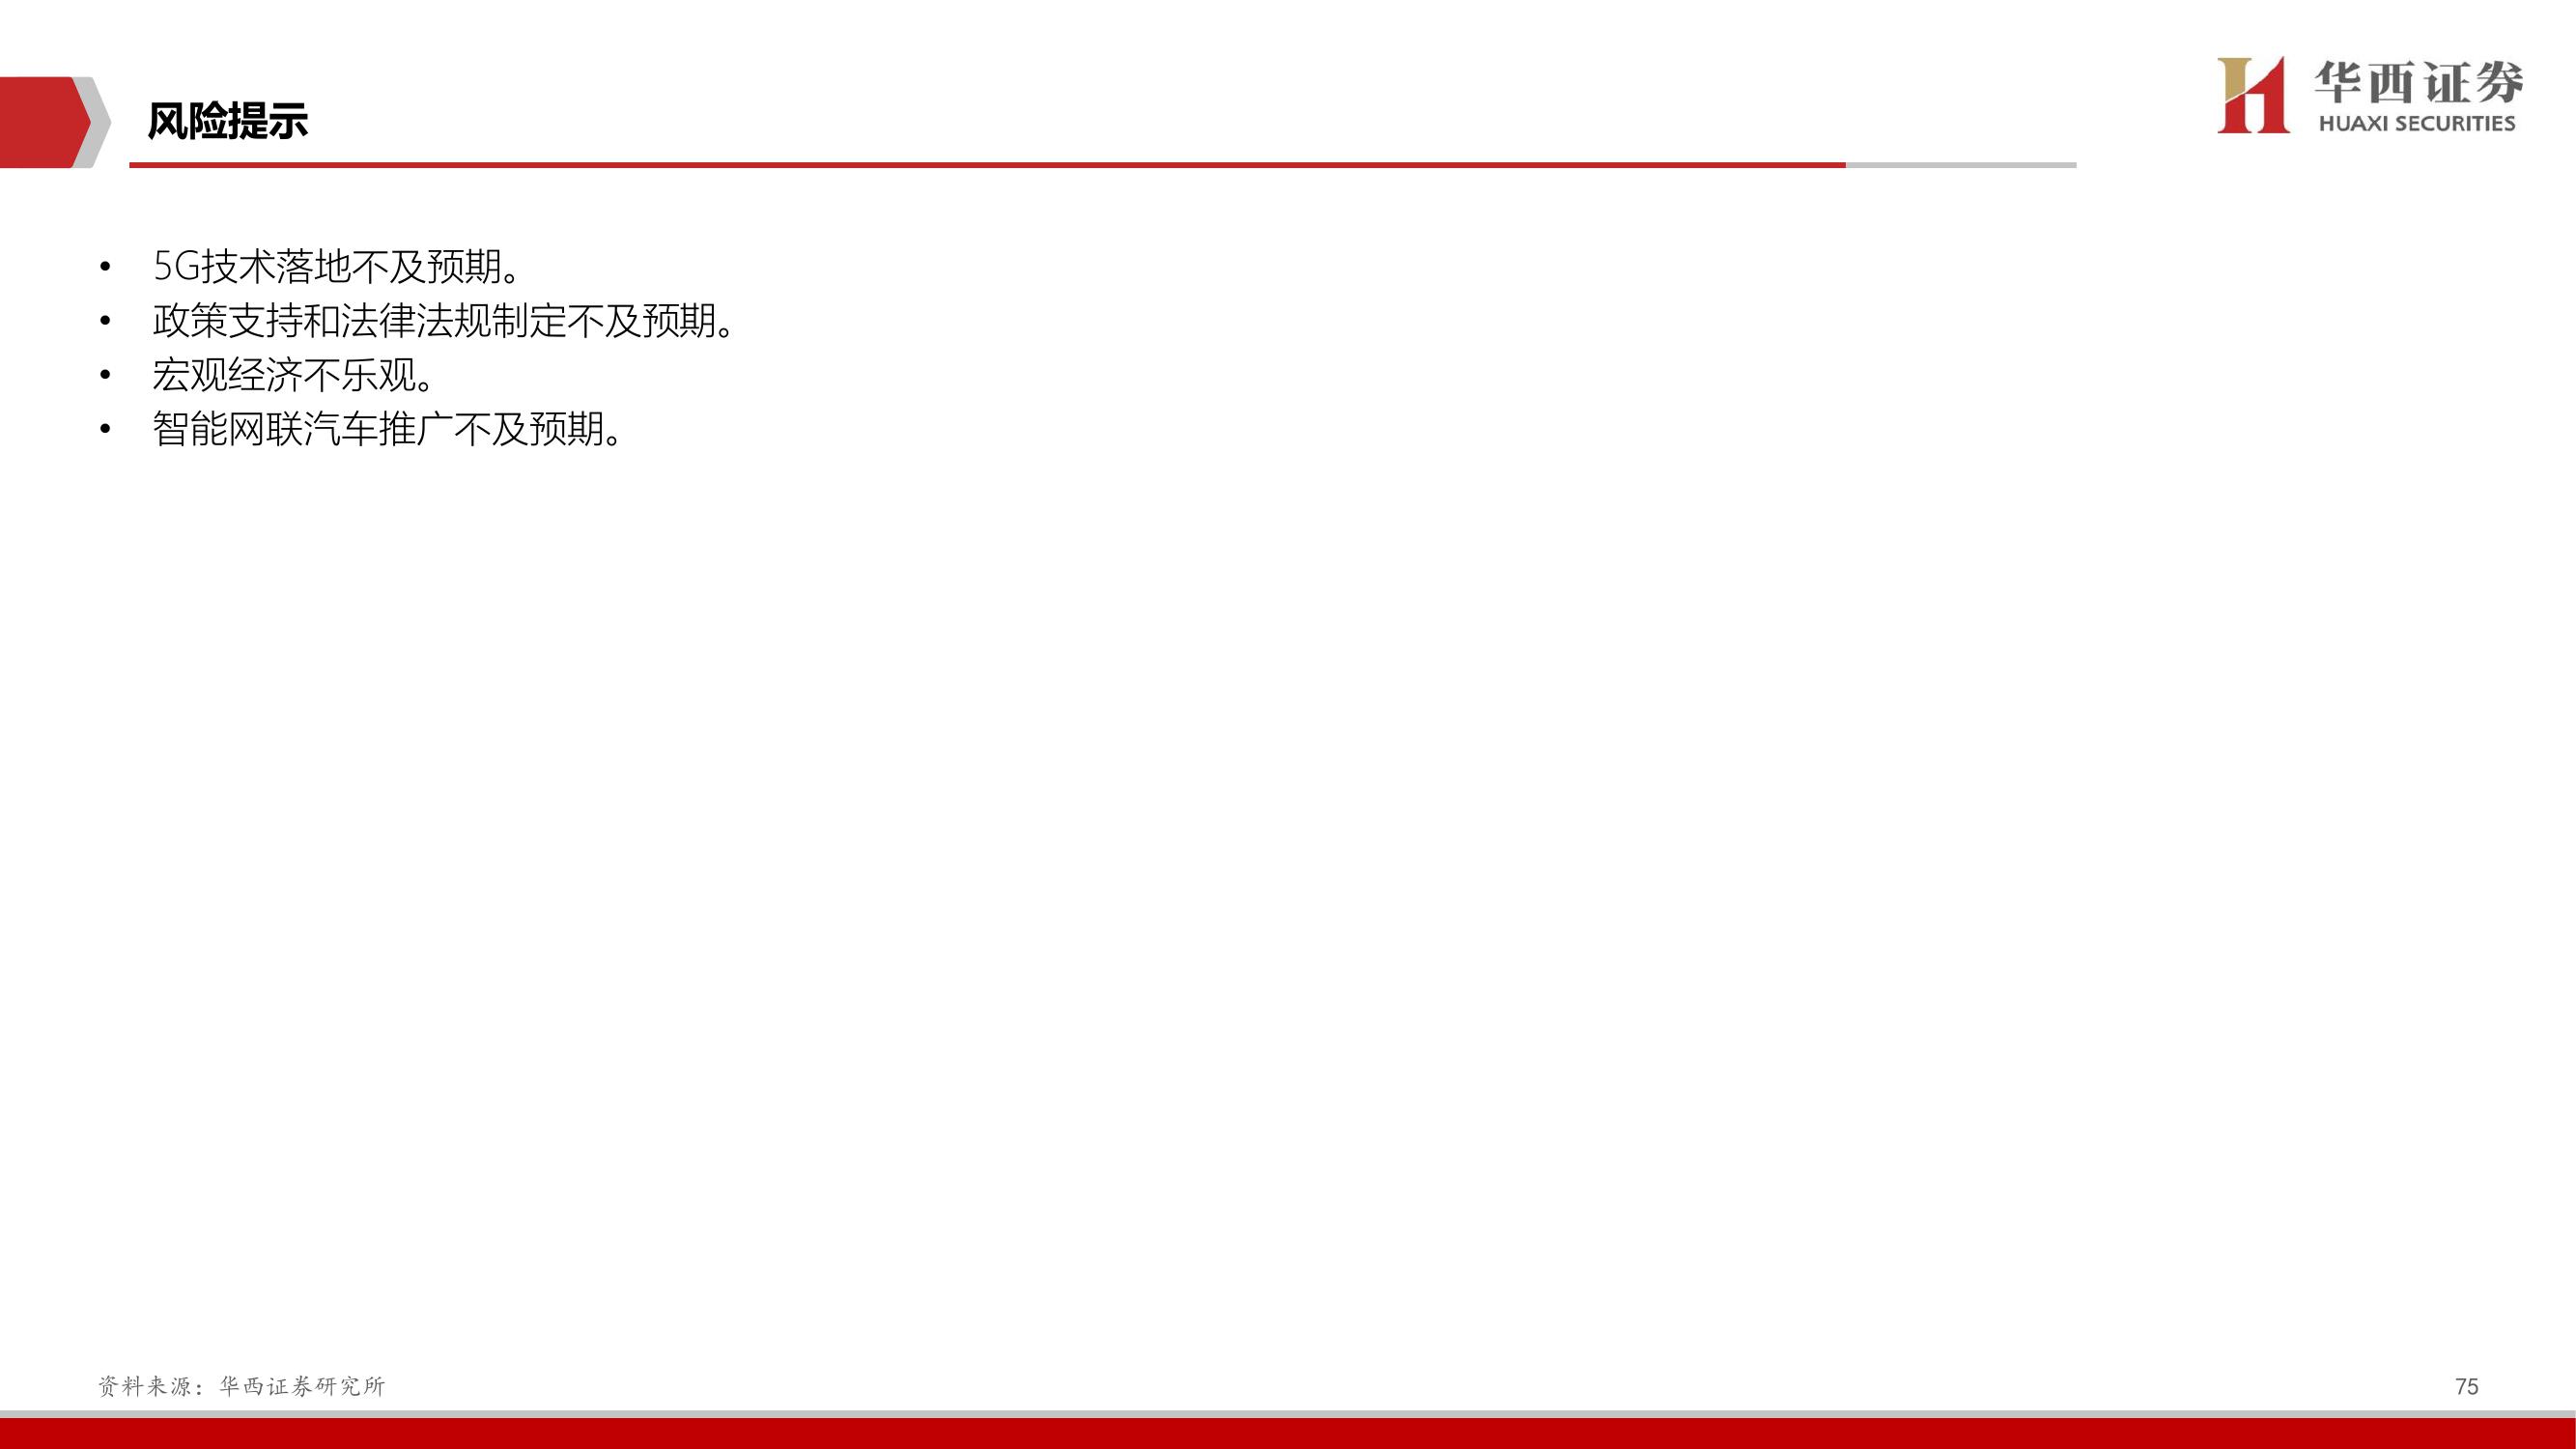 华西证券
HUAXI SECURITIES
风险提示
• 5G技术落地不及预期。
• 政策支持和法律法规制定不及预期。
• 宏观经济不乐观。
• 智能网联汽车推广不及预期。
资料来源：华西证券研究所
75